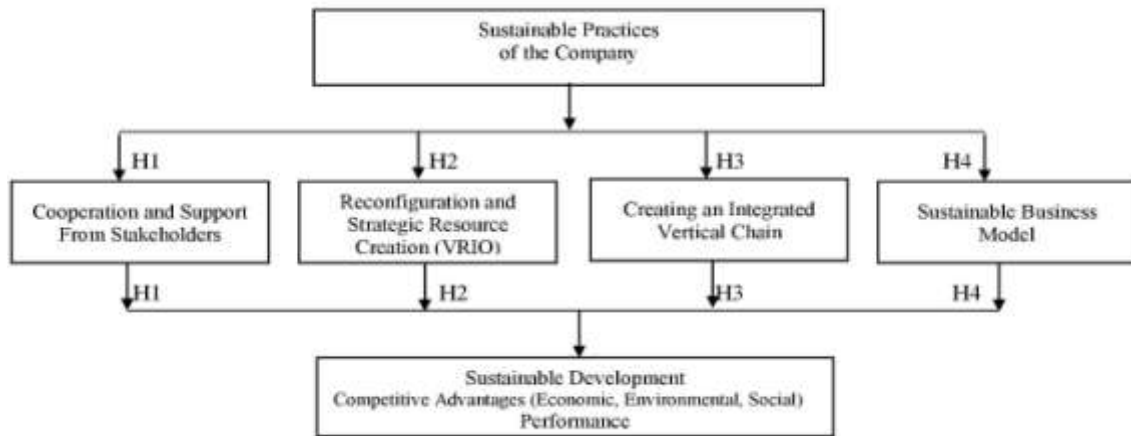 Sustainable Practices
of the Company
H1
H2
H3
H4
Cooperation and Support
From Stakeholders
Reconfiguration and
Strategic Resource
Creation (VRIO)
Creating an Integrated
Vertical Chain
Sustainable Business
Model
H1
H2
H3
H4
Sustainable Development
Competitive Advantages (Economic, Environmental, Social)
Performance